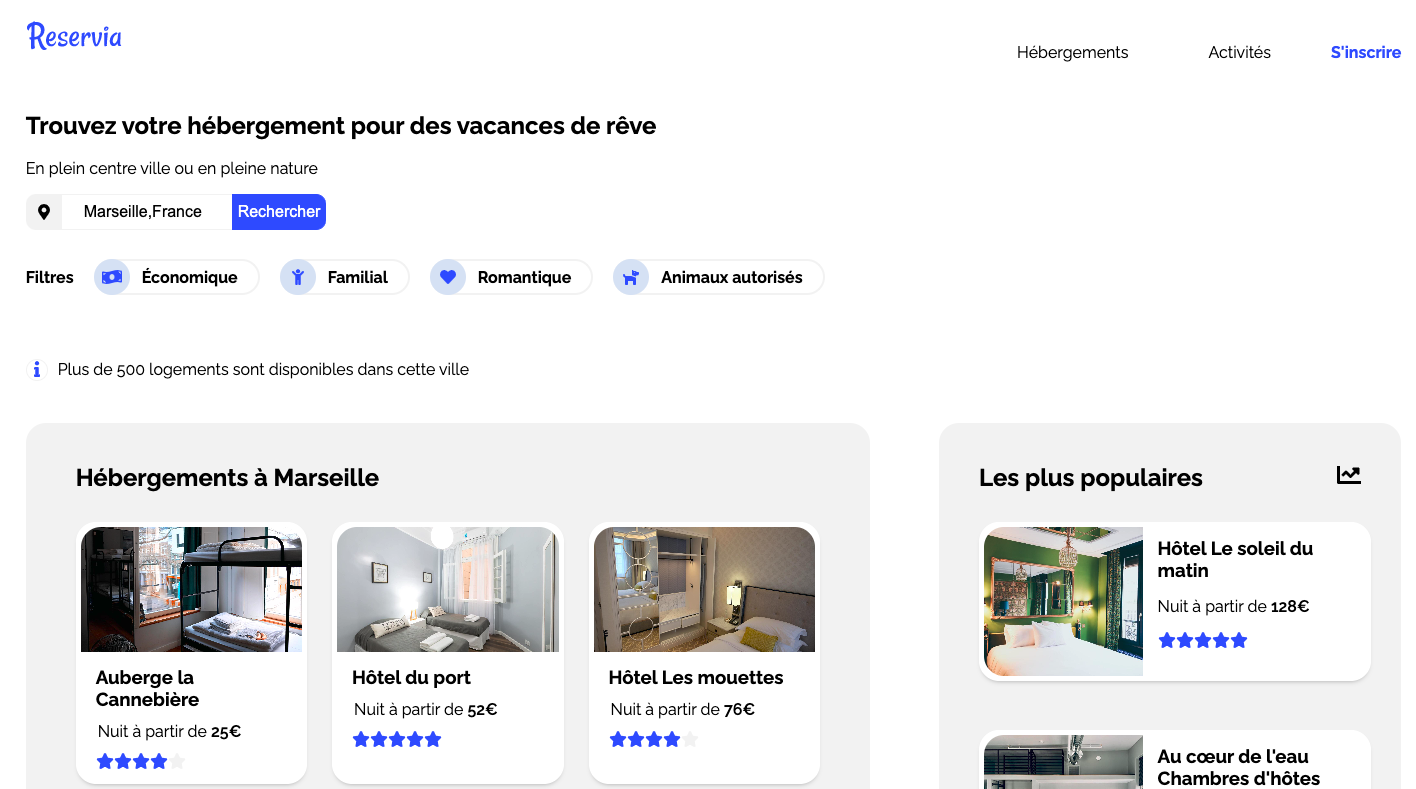 Reservia
Hébergements
Activités
S'inscrire
Trouvez votre hébergement pour des vacances de rêve
En plein centre ville ou en pleine nature
Marseille,France
Rechercher
Filtres
Économique
Familial
Romantique
Animaux autorisés
Plus de 500 logements sont disponibles dans cette ville
Hébergements à Marseille
Auberge la
Cannebière
Nuit à partir de 25€
Hôtel du port
Nuit à partir de 52€
Hôtel Les mouettes
Nuit à partir de 76€
Les plus populaires
Hôtel Le soleil du
matin
Nuit à partir de 128€
Au cœur de l'eau
Chambres d'hôtes